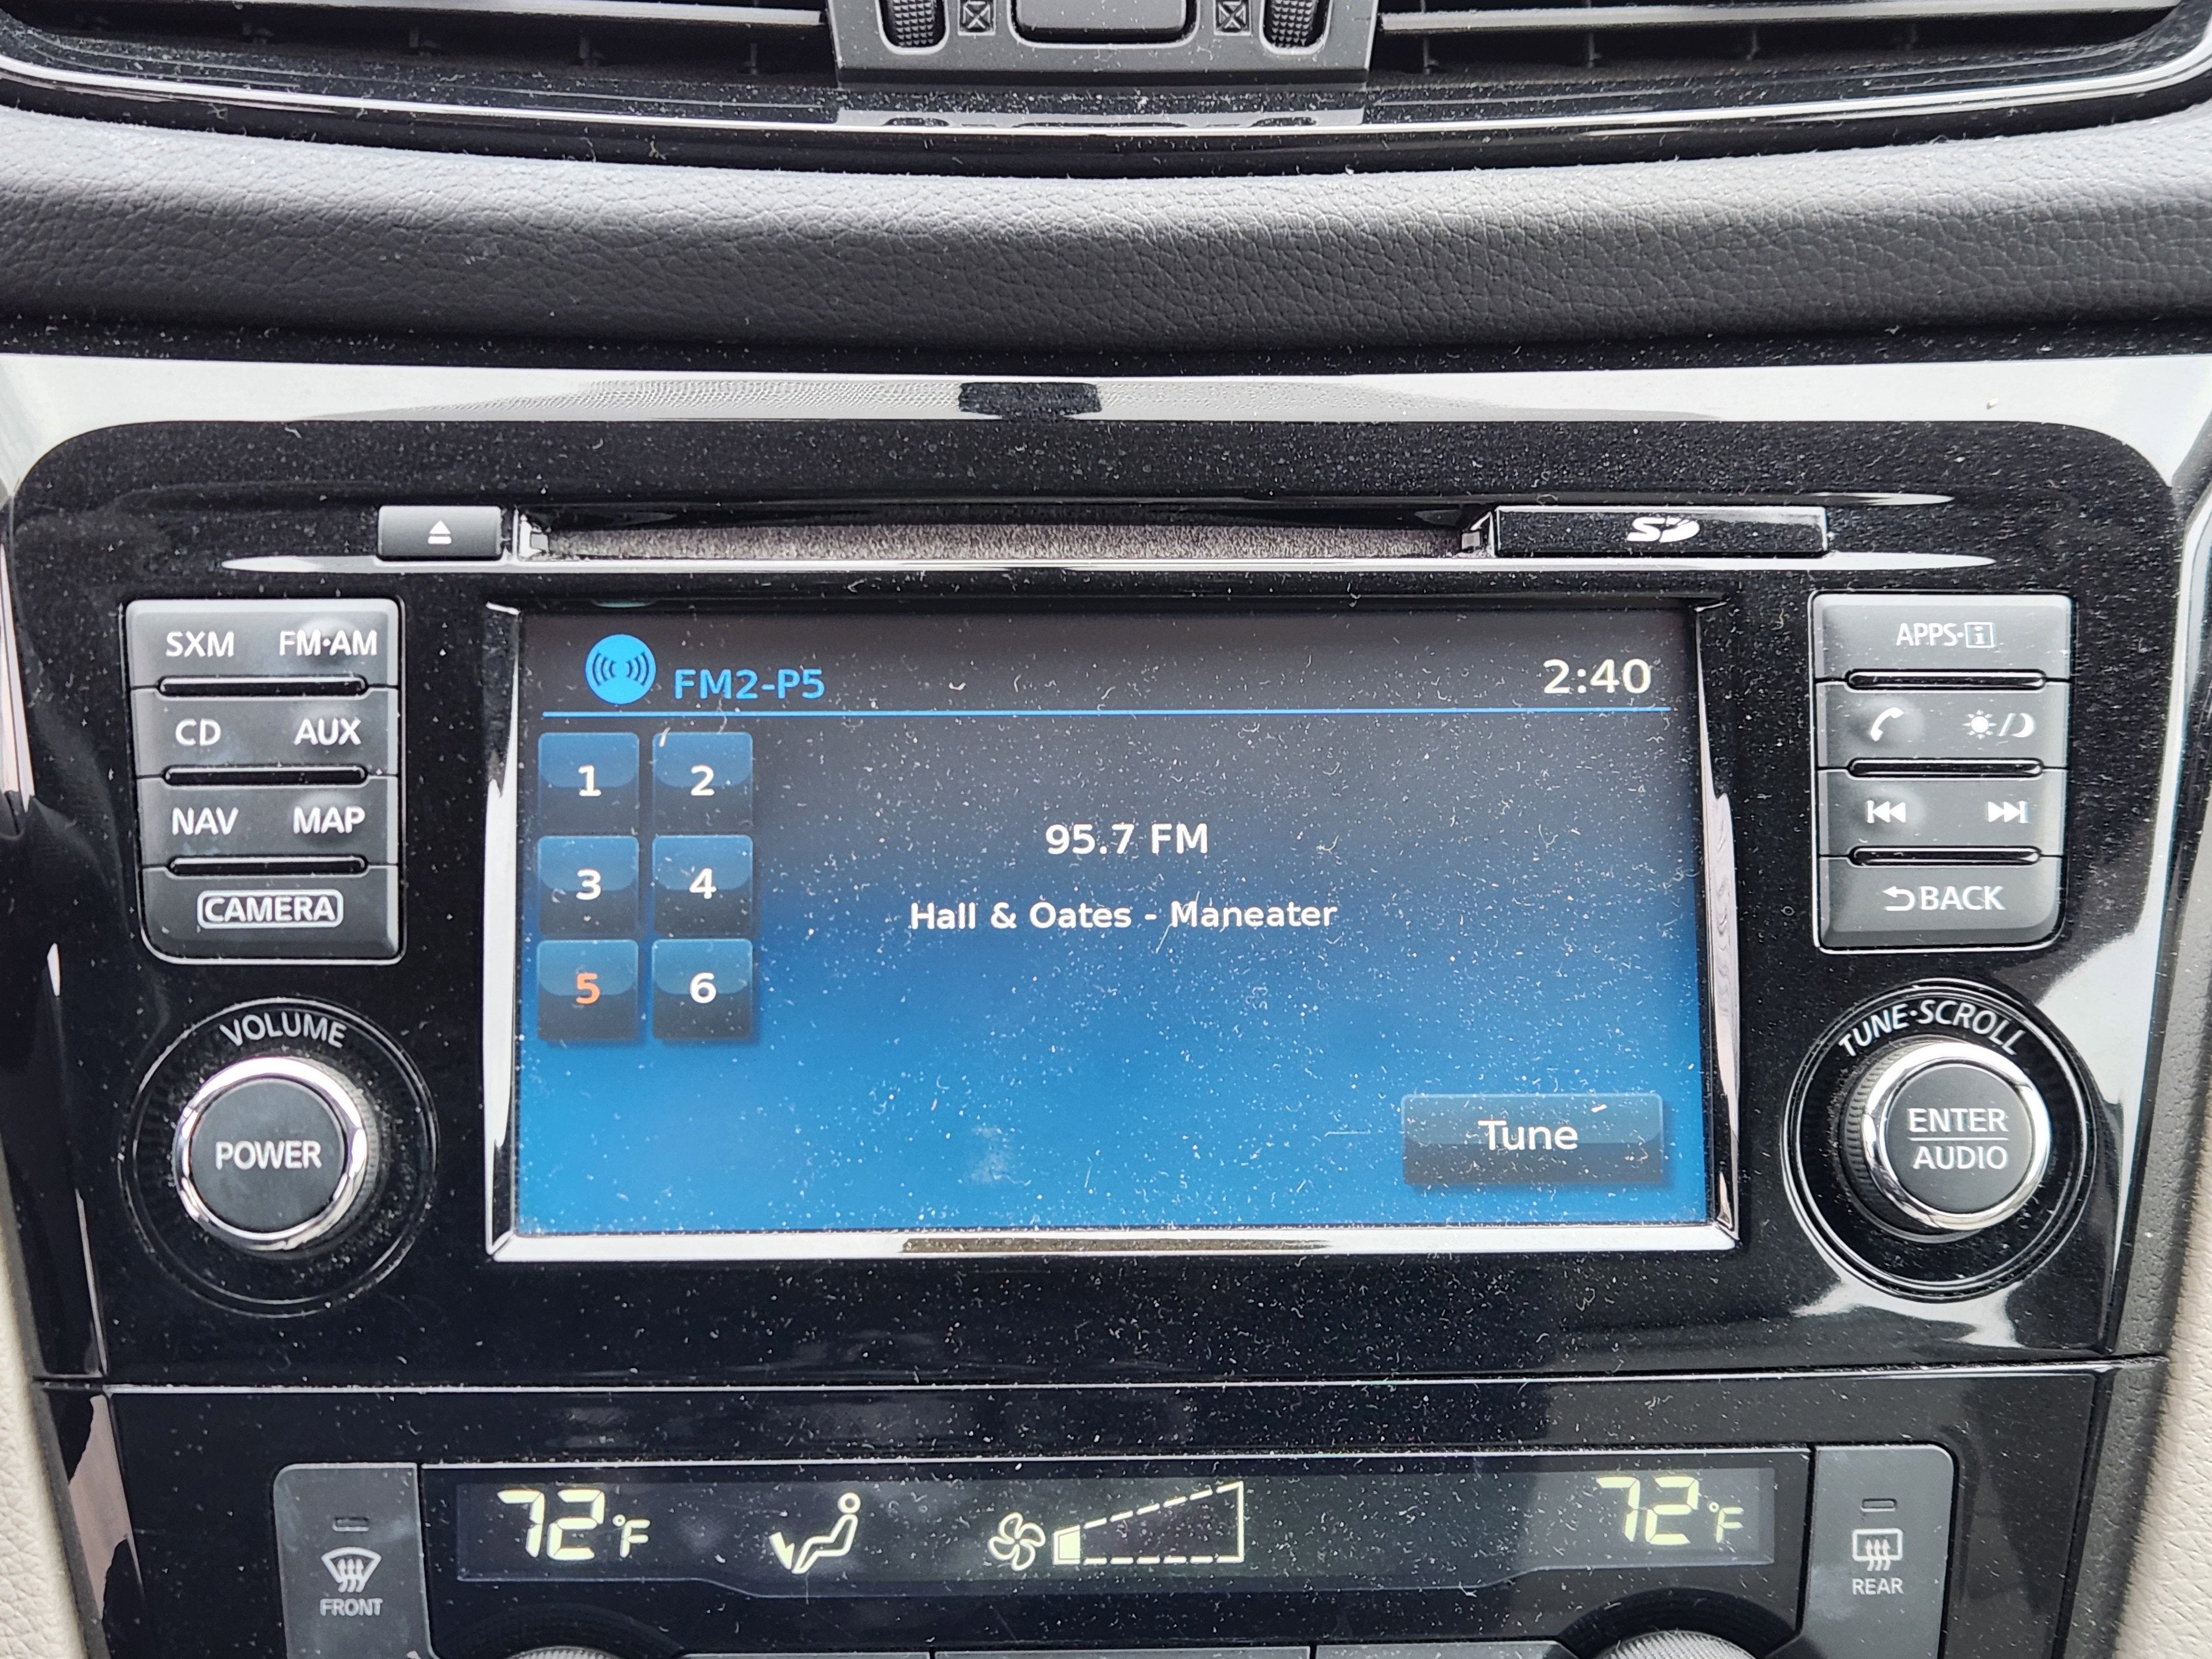 SD
SXM FM·AM
CD AUX
NAV MAP
CAMERA
VOLUME
POWER
FM2-P5 2:40
1 2
3 4
5 6
95.7 FM
Hall & Oates - Maneater
Tune
APPS·i
BACK
TUNE·SCROLL
ENTER
AUDIO
72°F 72°F
FRONT
REAR